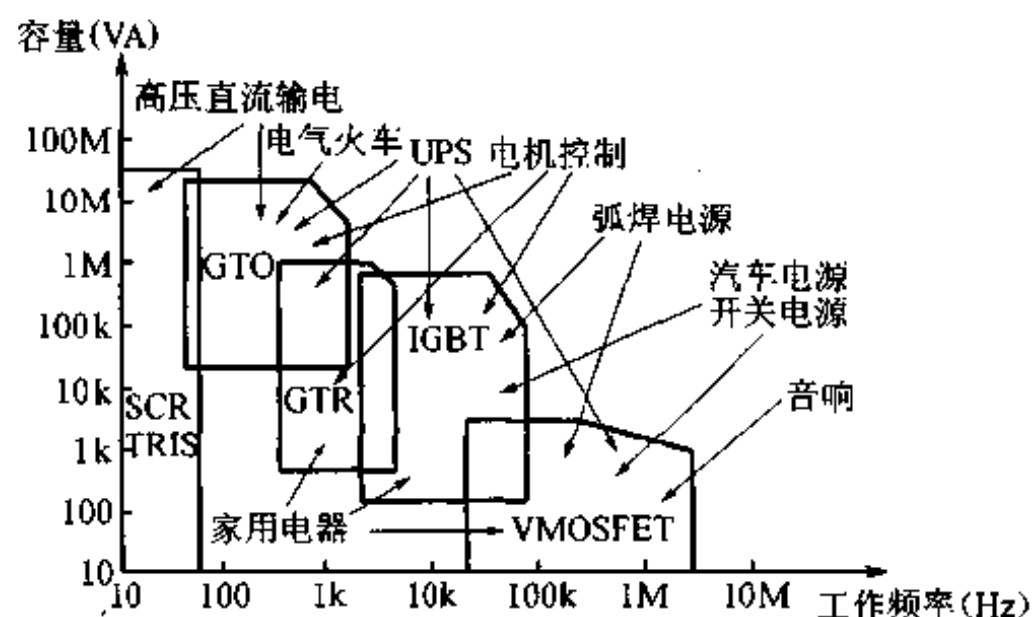 容量(VA)
高压直流输电
100M
电气火车
UPS
电机控制
10M
弧焊电源
1M
GTO
汽车电源
开关电源
100k
IGBT
10k
SCR
TRIS
GTR
音响
1k
100
家用电器
VMOSFET
10
10
100
1k
10k
100k
1M
10M
工作频率(Hz)